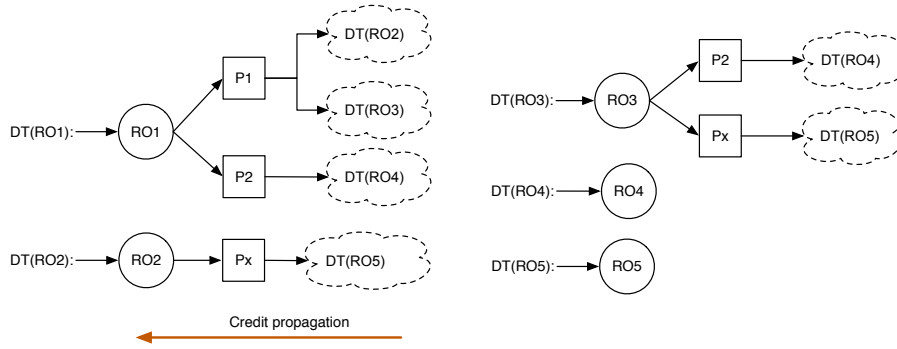 DT(RO1):
RO1
P1
DT(RO2)
DT(RO3)
P2
DT(RO4)
DT(RO2):
RO2
Px
DT(RO5)
Credit propagation
DT(RO3):
RO3
P2
DT(RO4)
Px
DT(RO5)
DT(RO4):
RO4
DT(RO5):
RO5